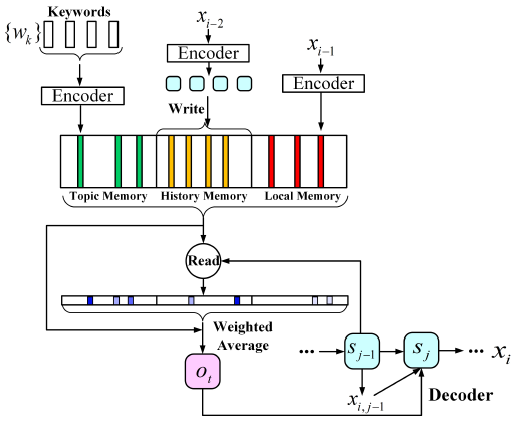 Keywords
{w_k}
x_{i-2}
x_{i-1}
Encoder
Encoder
Encoder
Write
Topic Memory
History Memory
Local Memory
Read
Weighted
Average
...
s_{j-1}
s_j
... x_i
o_t
x_{i,j-1}
Decoder